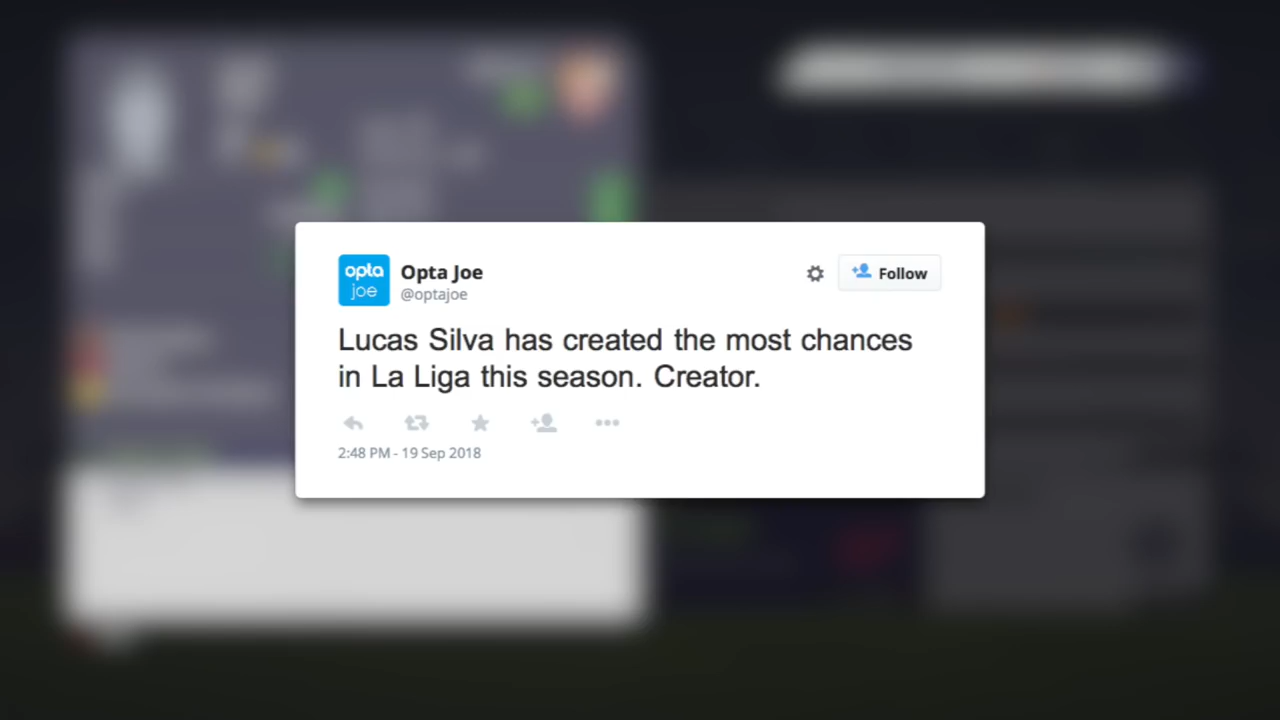 opta
joe
Opta Joe
@optajoe
Follow
Lucas Silva has created the most chances
in La Liga this season. Creator.
2:48 PM - 19 Sep 2018